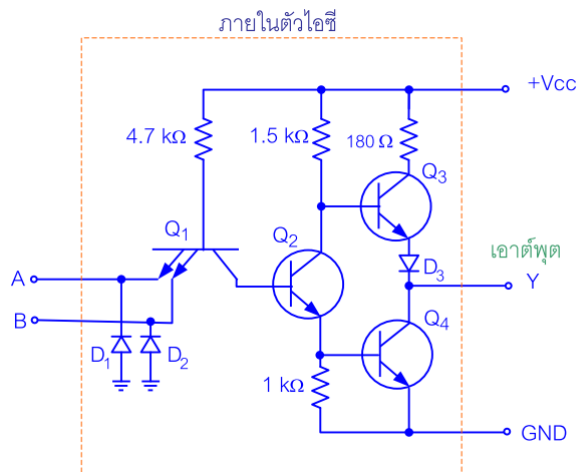 ภายในตัวไอซี
+Vcc
4.7 kΩ
1.5 kΩ
180 Ω
Q3
Q1
Q2
เอาต์พุต
A
D3
Y
B
Q4
D1
D2
1 kΩ
GND